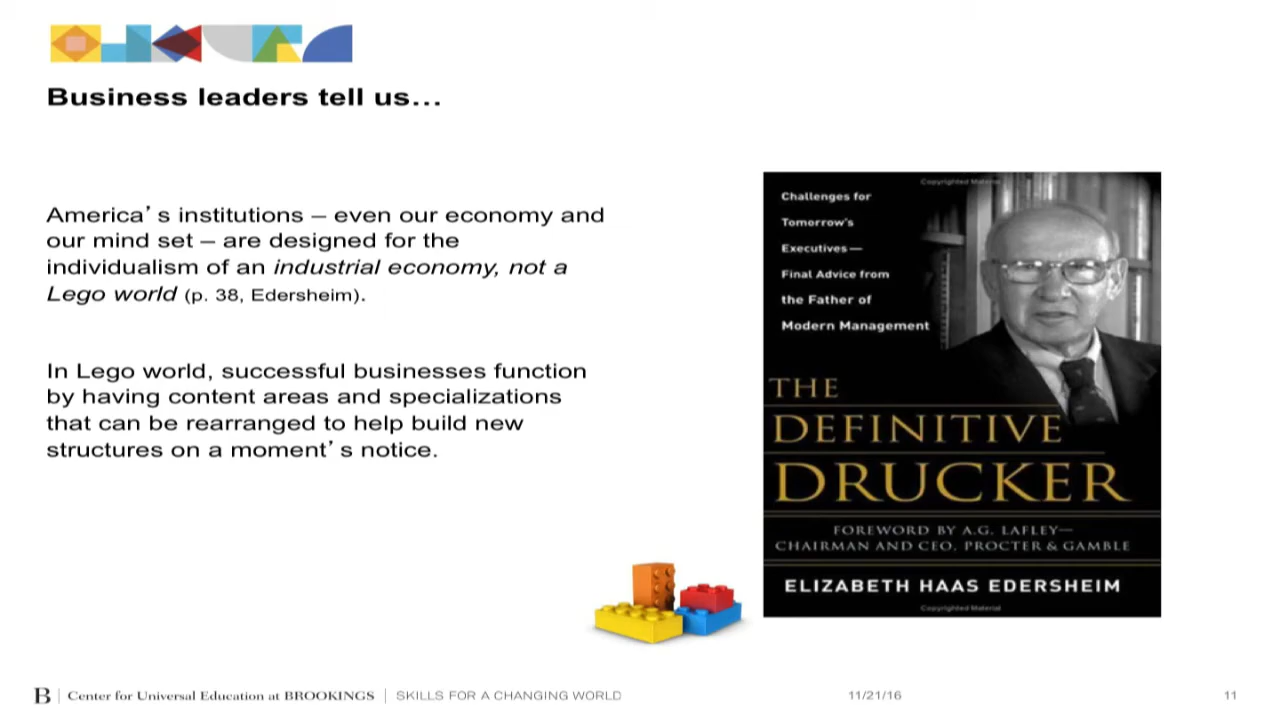 Business leaders tell us...
America's institutions – even our economy and
our mind set – are designed for the
individualism of an industrial economy, not a
Lego world (p. 38, Edersheim).
In Lego world, successful businesses function
by having content areas and specializations
that can be rearranged to help build new
structures on a moment's notice.
Copyrighted Material
Challenges for
Tomorrow's
Executives—
Final Advice from
the Father of
Modern Management
THE
DEFINITIVE
DRUCKER
FOREWORD BY A.G. LAFLEY—
CHAIRMAN AND CEO, PROCTER & GAMBLE
ELIZABETH HAAS EDERSHEIM
Copyrighted Material
B | Center for Universal Education at BROOKINGS | SKILLS FOR A CHANGING WORLD 11/21/16 11